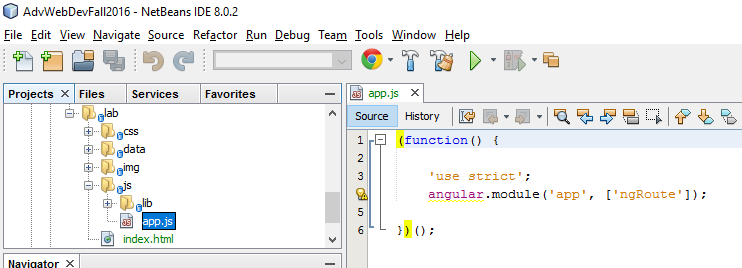 AdvWebDevFall2016 - NetBeans IDE 8.0.2
File Edit View Navigate Source Refactor Run Debug Team Tools Window Help
Projects X Files Services Favorites
lab
css
data
img
js
lib
app.js
index.html
Navigator X
app.js X
Source History
1 (function() {
2
3 'use strict';
angular.module('app', ['ngRoute']);
5
6 })();